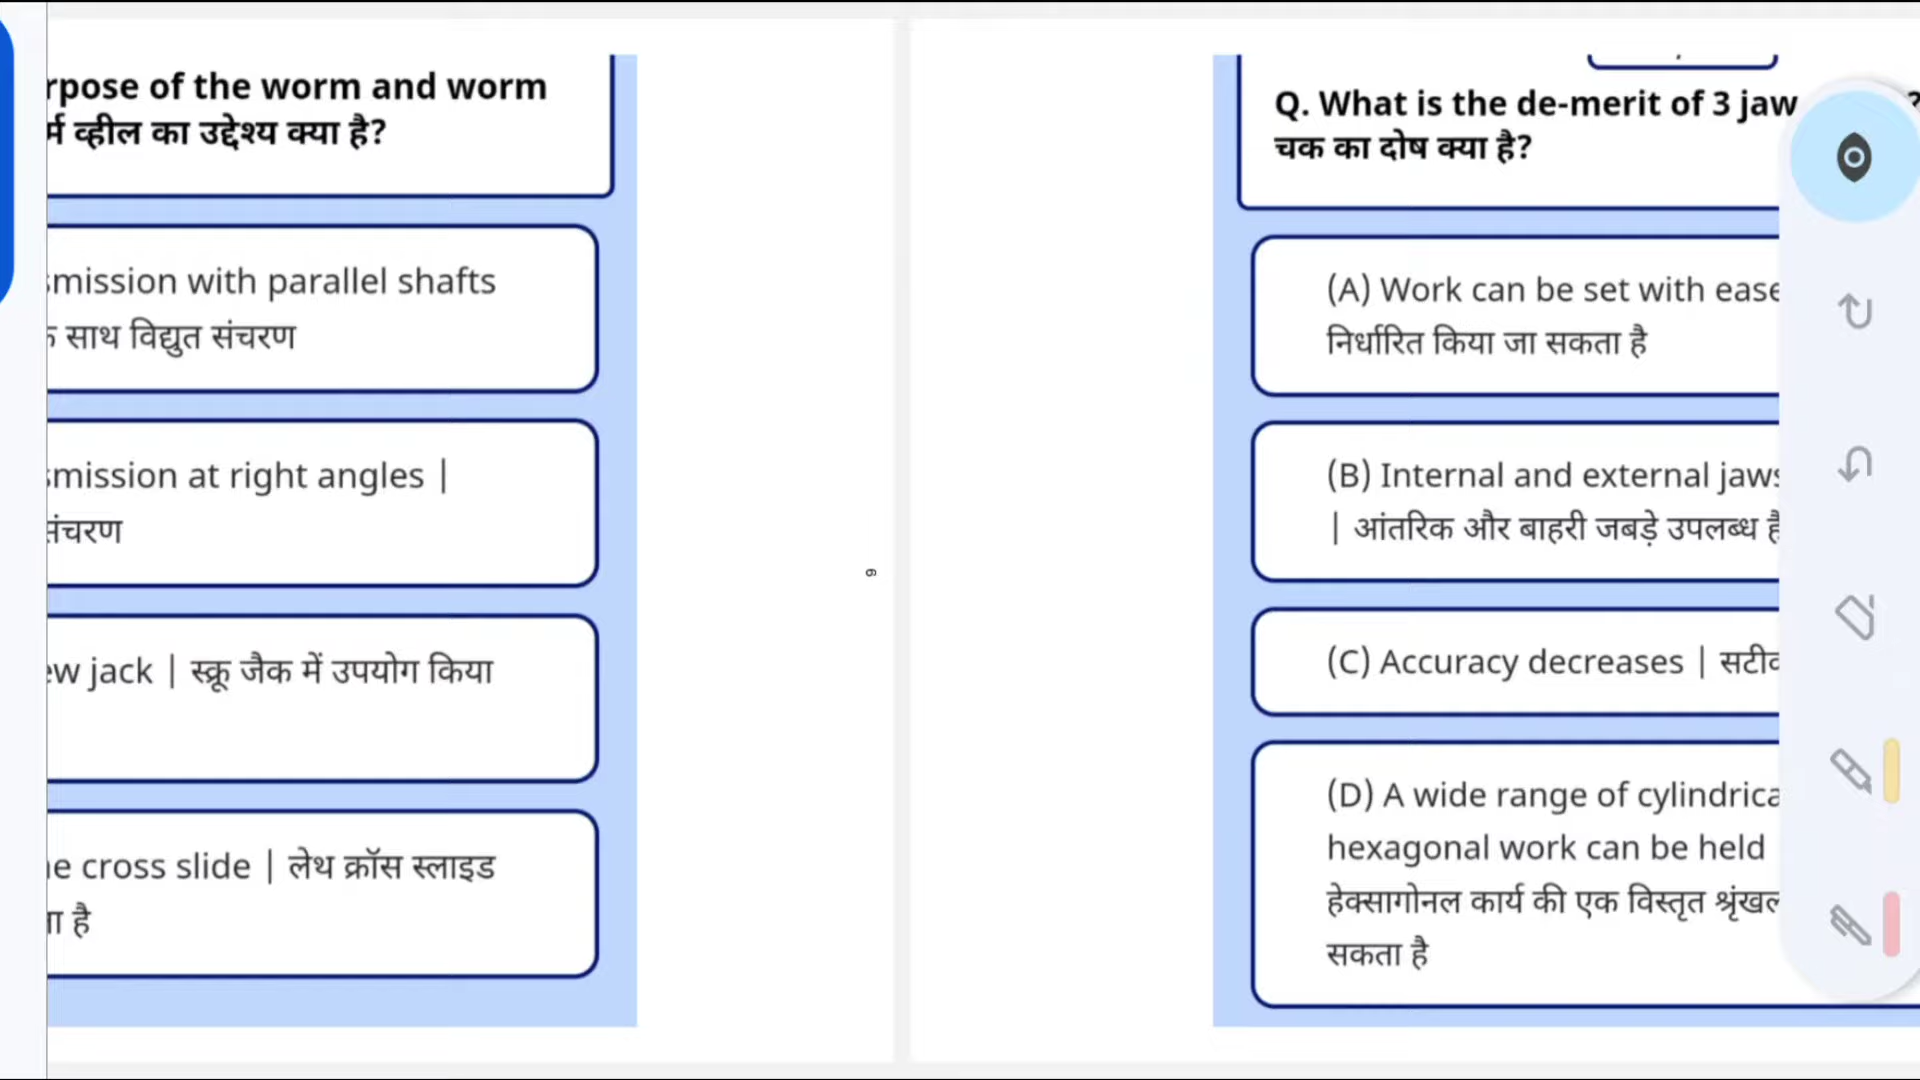 rpose of the worm and worm
र्म व्हील का उद्देश्य क्या है?
smission with parallel shafts
साथ विद्युत संचरण
smission at right angles |
संचरण
ew jack | स्क्रू जैक में उपयोग किया
he cross slide | लेथ क्रॉस स्लाइड
है
9
Q. What is the de-merit of 3 jaw ?
चक का दोष क्या है?
(A) Work can be set with ease
निर्धारित किया जा सकता है
(B) Internal and external jaws
| आंतरिक और बाहरी जबड़े उपलब्ध हैं
(C) Accuracy decreases |
(D) A wide range of cylindrica
hexagonal work can be held
हेक्सागोनल कार्य की एक विस्तृत
सकता है